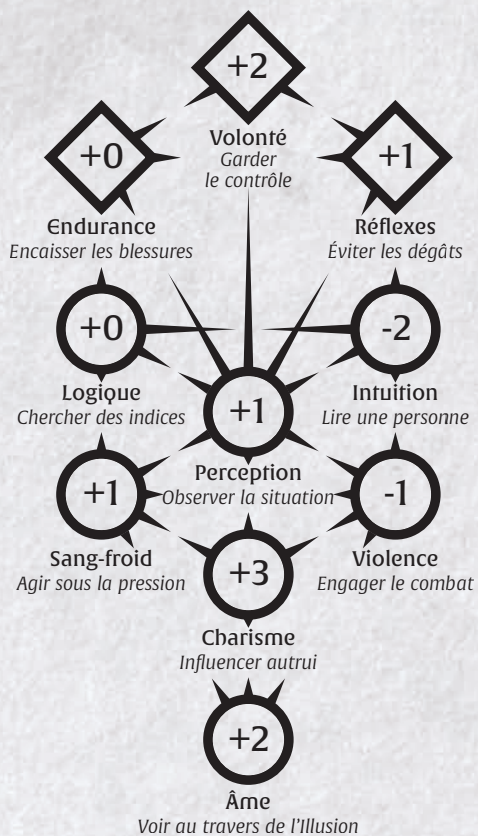 +2
Volonté
Garder
le contrôle
+0
Endurance
Encaisser les blessures
+1
Réflexes
Éviter les dégâts
+0
Logique
Chercher des indices
-2
Intuition
Lire une personne
+1
Perception
Observer la situation
+1
Sang-froid
Agir sous la pression
-1
Violence
Engager le combat
+3
Charisme
Influencer autrui
+2
Âme
Voir au travers de l'Illusion